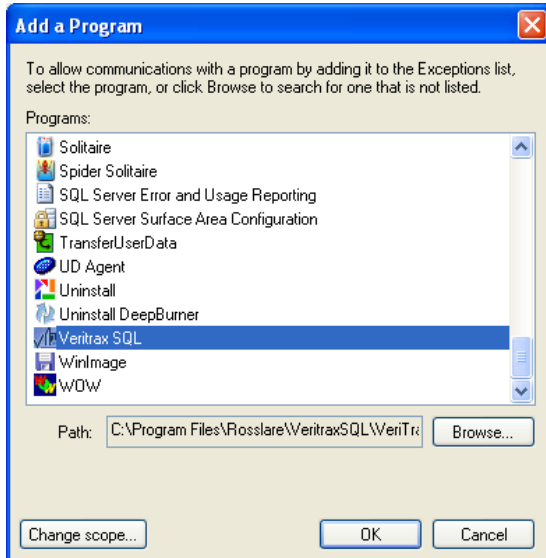 Add a Program
To allow communications with a program by adding it to the Exceptions list,
select the program, or click Browse to search for one that is not listed.
Programs:
Solitaire
Spider Solitaire
SQL Server Error and Usage Reporting
SQL Server Surface Area Configuration
TransferUserData
UD Agent
Uninstall
Uninstall DeepBurner
Veritrax SQL
WinImage
WOW
Path: C:\Program Files\Rosslare\VeritraxSQL\VeriTra Browse...
Change scope... OK Cancel